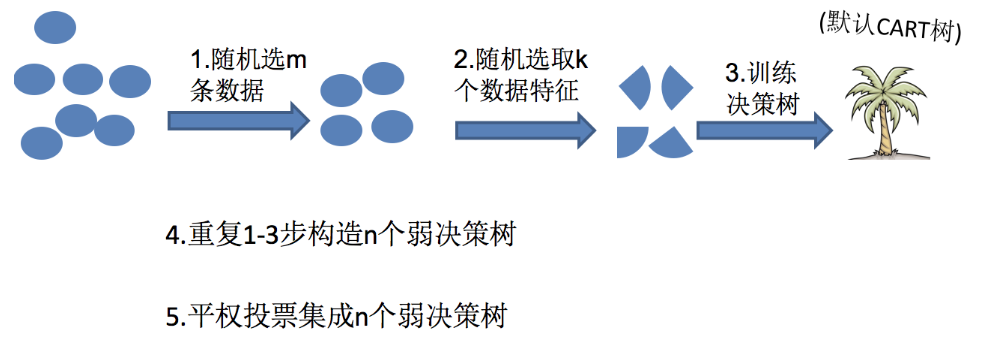 (默认CART树)
1.随机选m
条数据
2.随机选取k
个数据特征
3.训练
决策树
4.重复1-3步构造n个弱决策树
5.平权投票集成n个弱决策树